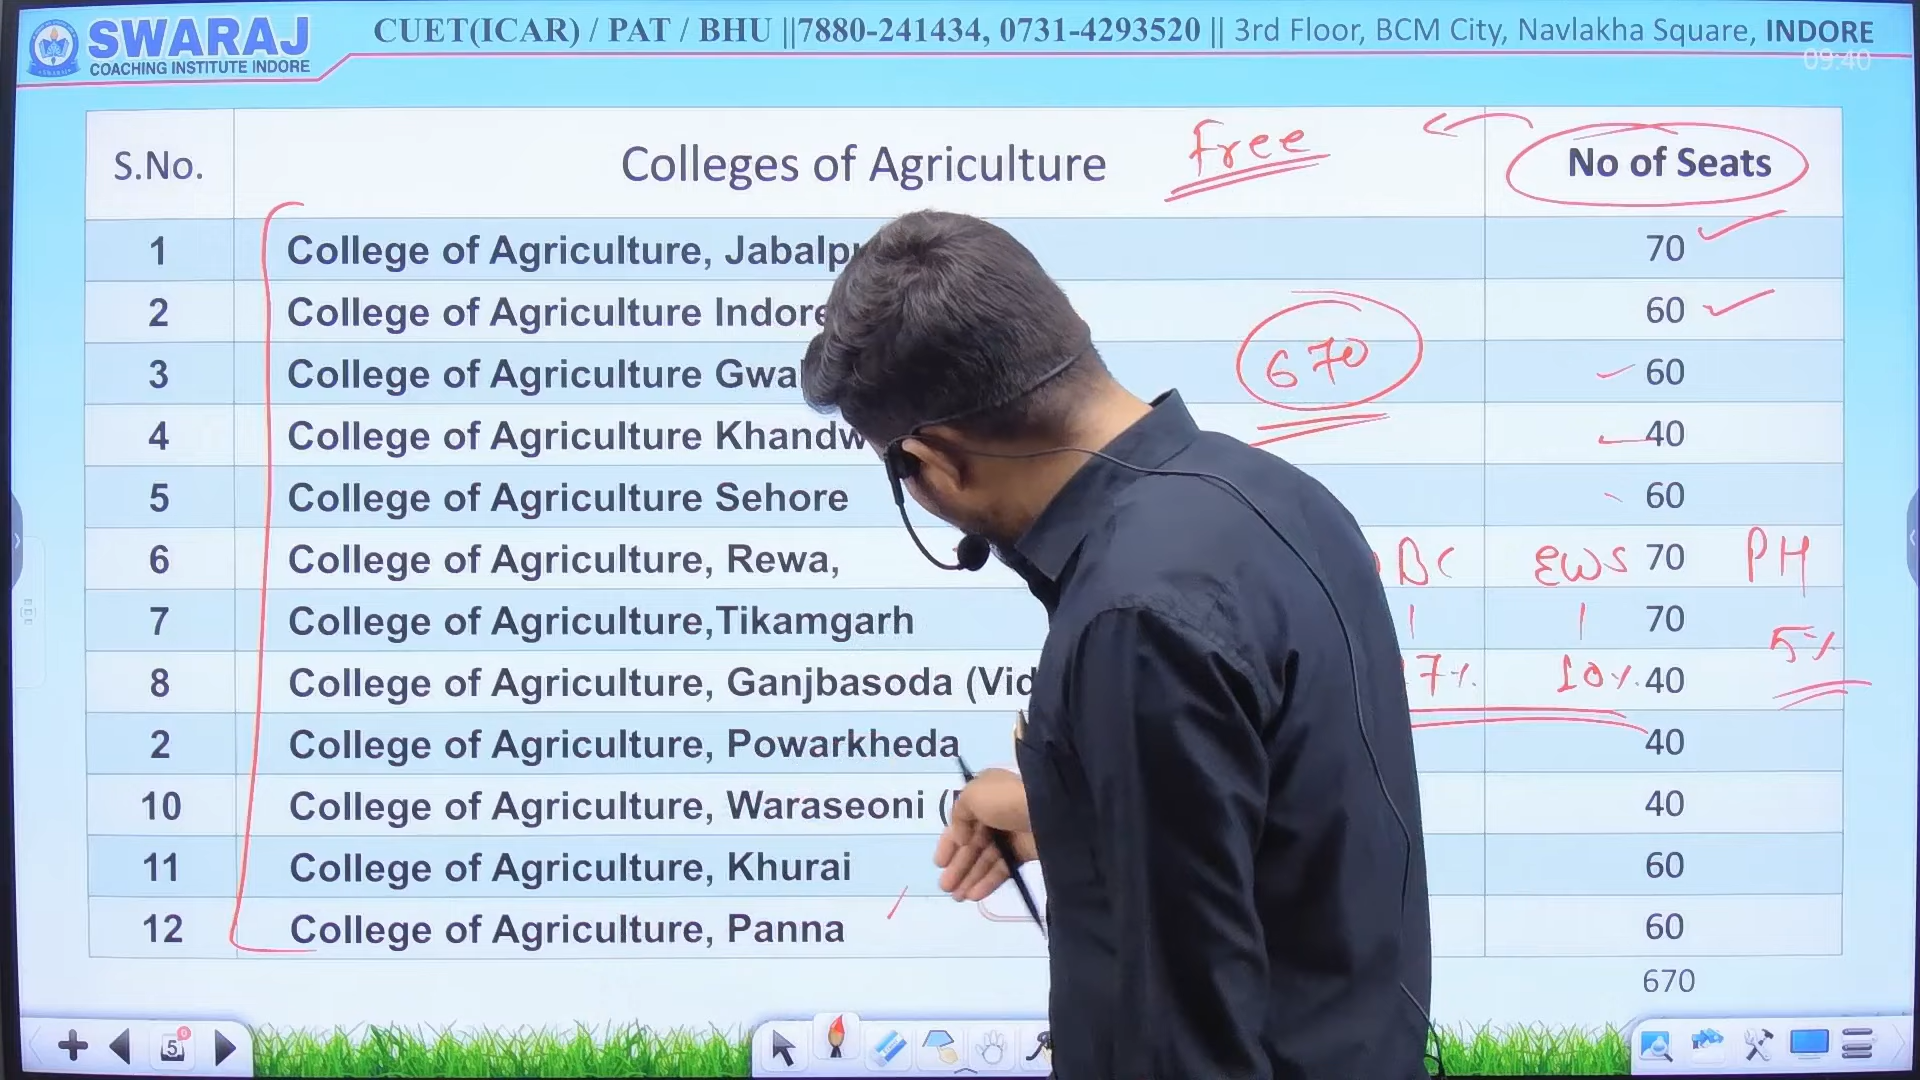 SWARAJ
COACHING INSTITUTE INDORE
CUET(ICAR) / PAT / BHU ||7880-241434, 0731-4293520 || 3rd Floor, BCM City, Navlakha Square, INDORE
09:40
S.No. Colleges of Agriculture Free No of Seats
1 College of Agriculture, 70
2 College of Agriculture Indore 60
670
3 College of Agriculture 60
4 College of Agriculture 40
5 College of Agriculture Sehore 60
6 College of Agriculture, Rewa, BC EWS 70 PH
7 College of Agriculture,Tikamgarh 70
5%
8 College of Agriculture, Ganjbasoda 7% 10% 40
2 College of Agriculture, Powarkheda 40
10 College of Agriculture, Waraseoni 40
11 College of Agriculture, Khurai 60
12 College of Agriculture, Panna 60
670
5